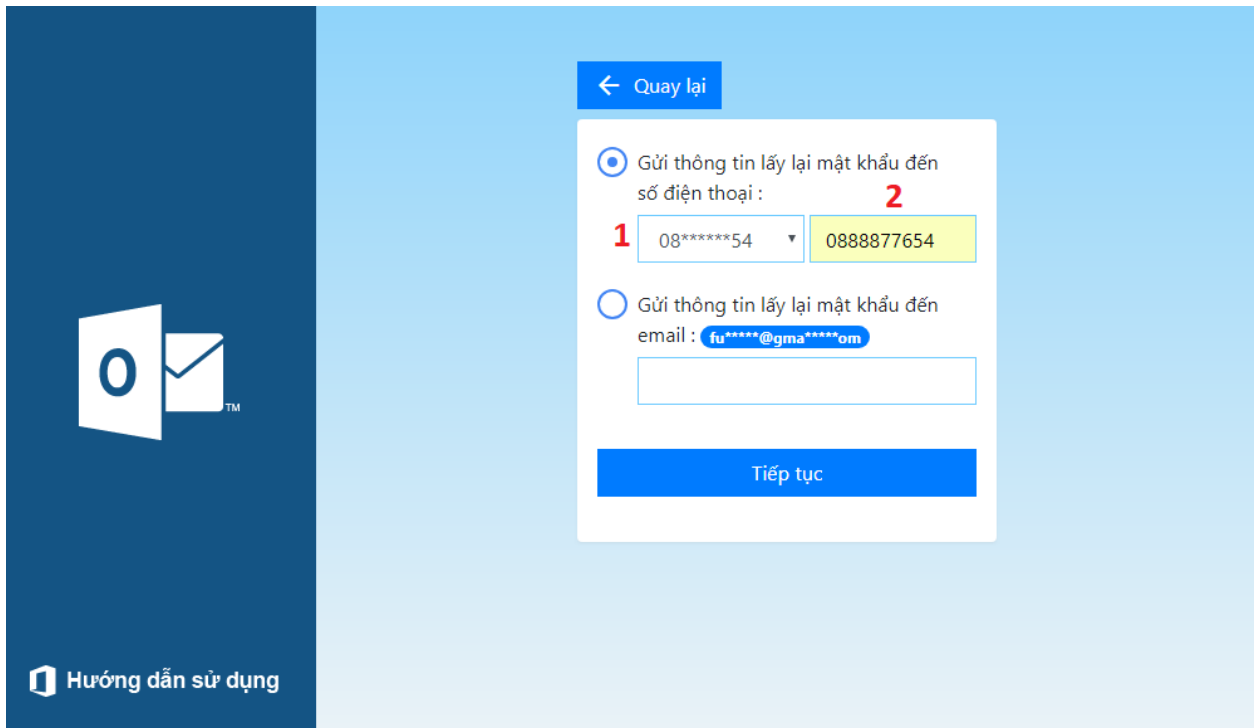 Quay lại
Gửi thông tin lấy lại mật khẩu đến
số điện thoại :
2
1
08******54
0888877654
Gửi thông tin lấy lại mật khẩu đến
email : fu*****@gma*****om
Tiếp tục
O
TM
Hướng dẫn sử dụng